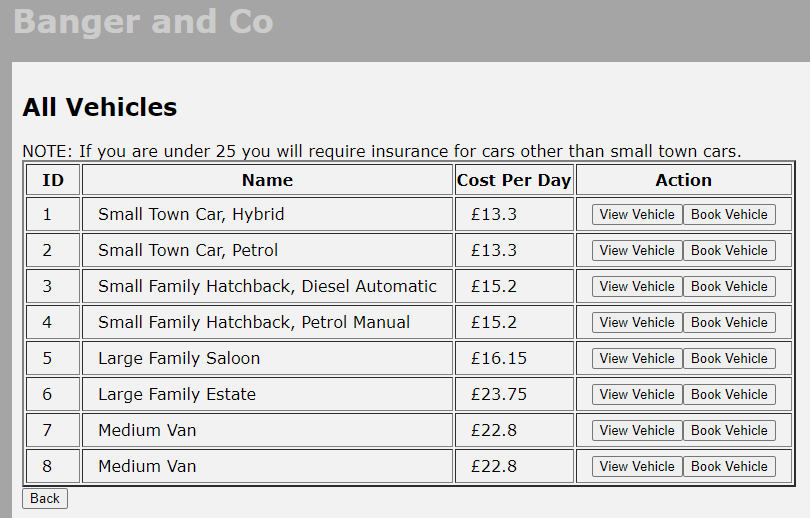 Banger and Co
All Vehicles
NOTE: If you are under 25 you will require insurance for cars other than small town cars.
ID Name Cost Per Day Action
1 Small Town Car, Hybrid £13.3 View Vehicle Book Vehicle
2 Small Town Car, Petrol £13.3 View Vehicle Book Vehicle
3 Small Family Hatchback, Diesel Automatic £15.2 View Vehicle Book Vehicle
4 Small Family Hatchback, Petrol Manual £15.2 View Vehicle Book Vehicle
5 Large Family Saloon £16.15 View Vehicle Book Vehicle
6 Large Family Estate £23.75 View Vehicle Book Vehicle
7 Medium Van £22.8 View Vehicle Book Vehicle
8 Medium Van £22.8 View Vehicle Book Vehicle
Back